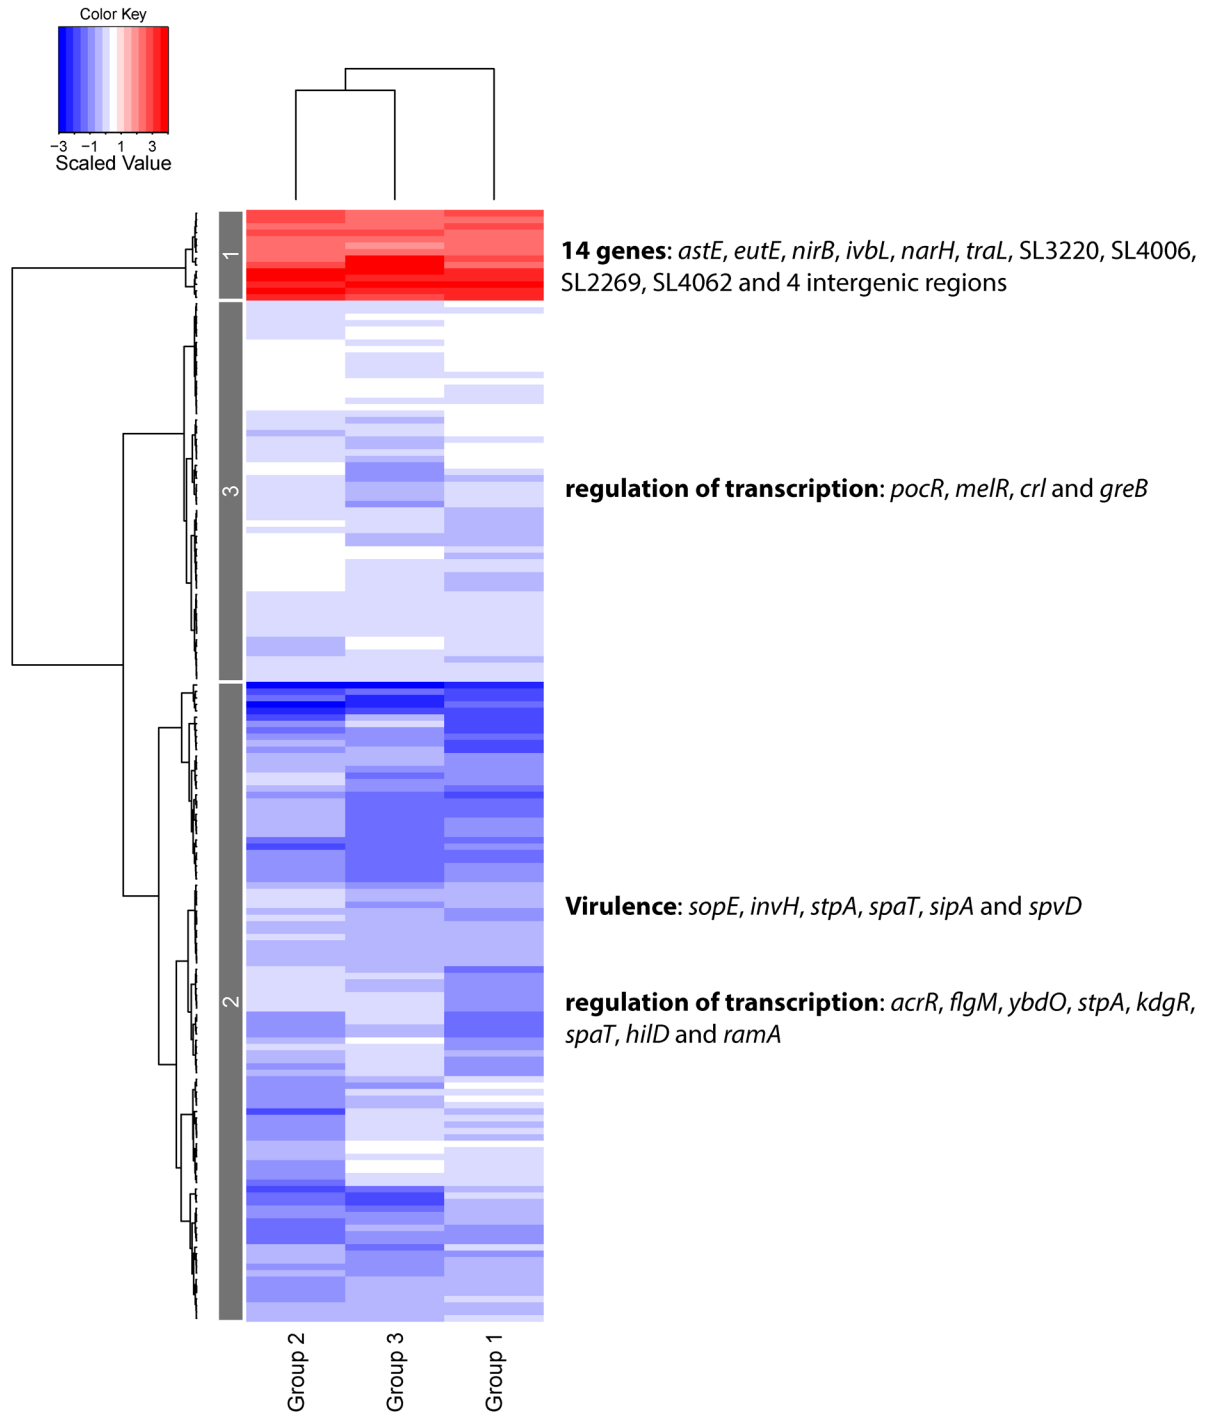 Color Key
−3 −1 1 3
Scaled Value
1
14 genes: astE, eutE, nirB, ivbL, narH, traL, SL3220, SL4006,
SL2269, SL4062 and 4 intergenic regions
3
regulation of transcription: pocR, melR, crl and greB
Virulence: sopE, invH, stpA, spaT, sipA and spvD
2
regulation of transcription: acrR, flgM, ybdO, stpA, kdgR,
spaT, hilD and ramA
Group 2
Group 3
Group 1